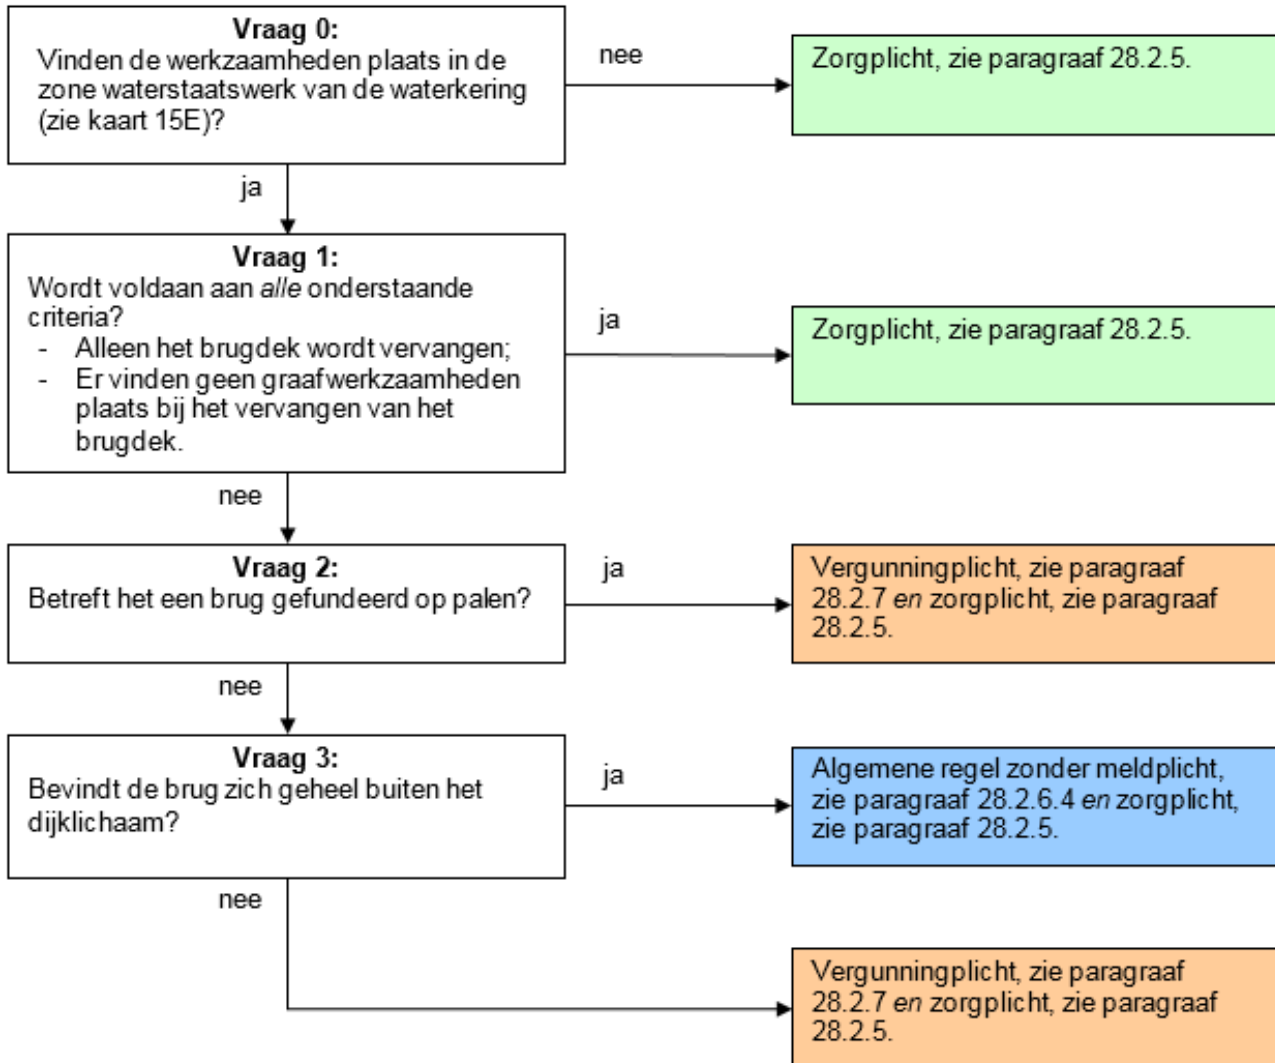 Vraag 0:
Vinden de werkzaamheden plaats in de
zone waterstaatswerk van de waterkering
(zie kaart 15E)?
nee
Zorgplicht, zie paragraaf 28.2.5.
ja
Vraag 1:
Wordt voldaan aan alle onderstaande
criteria?
- Alleen het brugdek wordt vervangen;
- Er vinden geen graafwerkzaamheden
plaats bij het vervangen van het
brugdek.
ja
Zorgplicht, zie paragraaf 28.2.5.
nee
Vraag 2:
Betreft het een brug gefundeerd op palen?
ja
Vergunningplicht, zie paragraaf
28.2.7 en zorgplicht, zie paragraaf
28.2.5.
nee
Vraag 3:
Bevindt de brug zich geheel buiten het
dijklichaam?
ja
Algemene regel zonder meldplicht,
zie paragraaf 28.2.6.4 en zorgplicht,
zie paragraaf 28.2.5.
nee
Vergunningplicht, zie paragraaf
28.2.7 en zorgplicht, zie paragraaf
28.2.5.